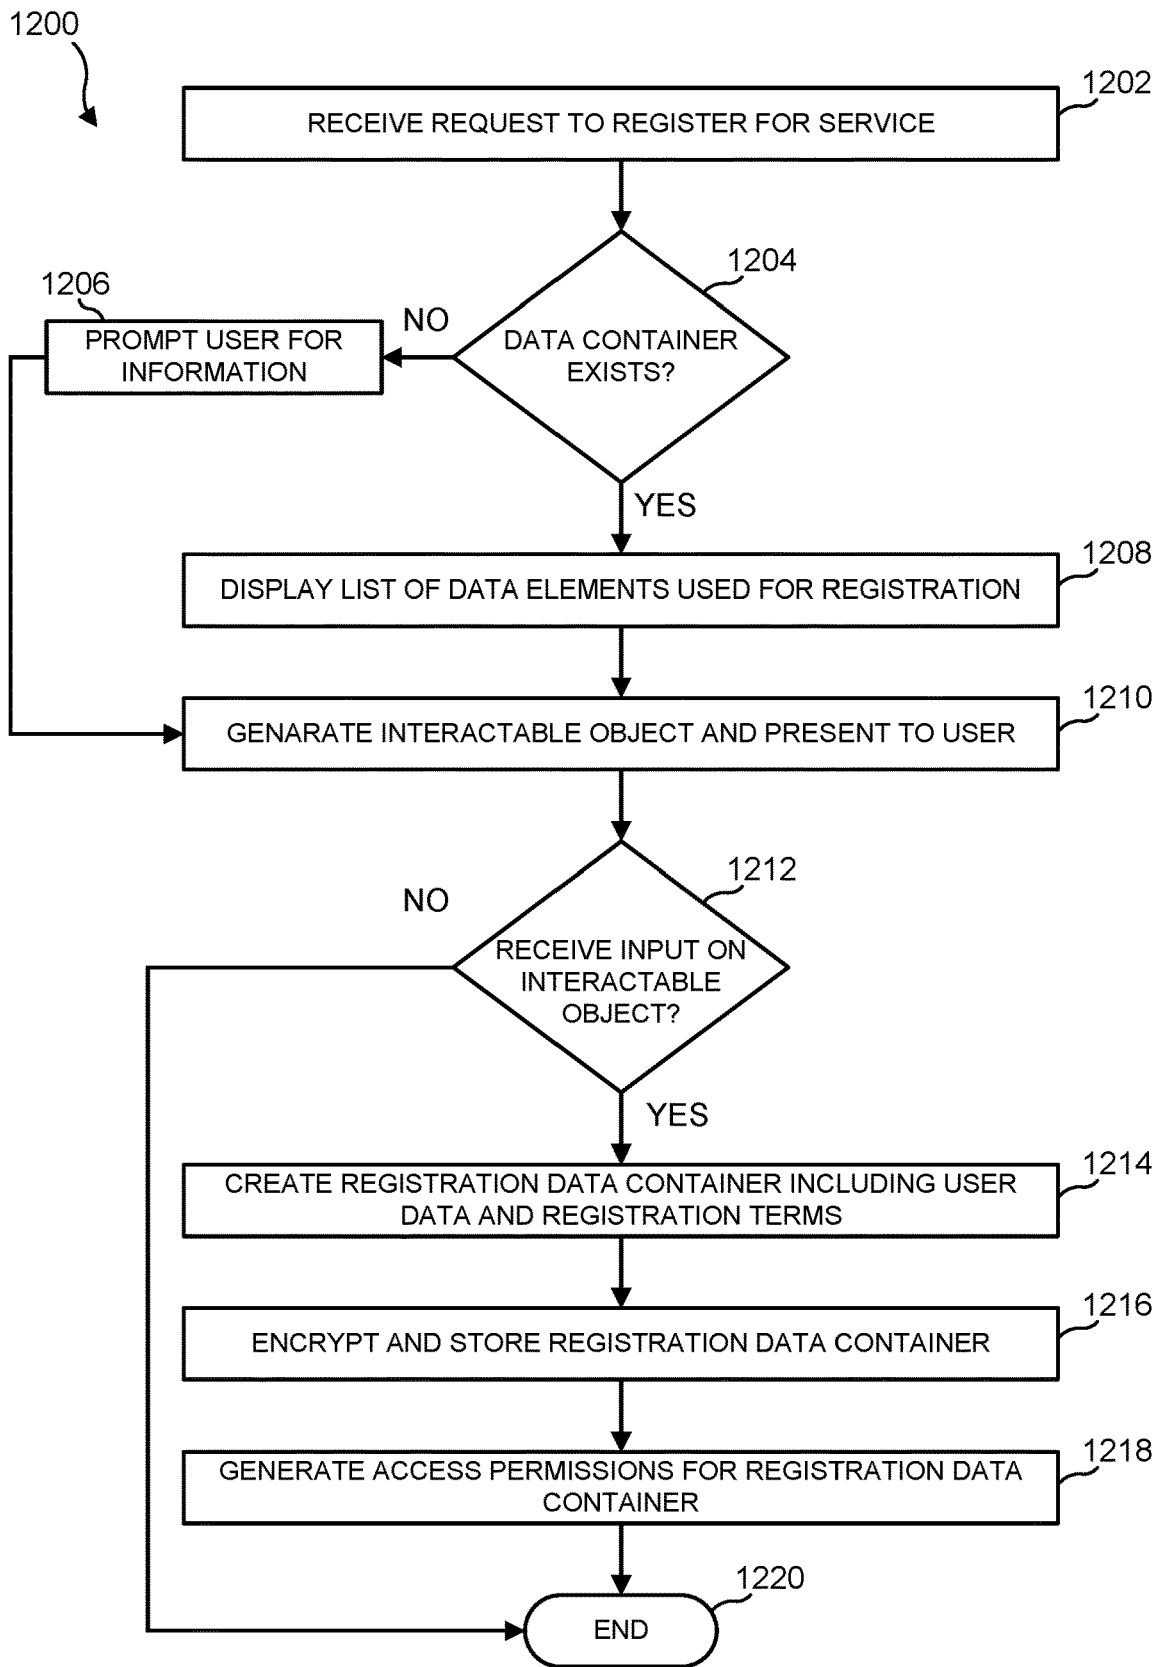 1200
1202
RECEIVE REQUEST TO REGISTER FOR SERVICE
1204
1206
NO
PROMPT USER FOR
INFORMATION
DATA CONTAINER
EXISTS?
YES
1208
DISPLAY LIST OF DATA ELEMENTS USED FOR REGISTRATION
1210
GENARATE INTERACTABLE OBJECT AND PRESENT TO USER
1212
NO
RECEIVE INPUT ON
INTERACTABLE
OBJECT?
YES
1214
CREATE REGISTRATION DATA CONTAINER INCLUDING USER
DATA AND REGISTRATION TERMS
1216
ENCRYPT AND STORE REGISTRATION DATA CONTAINER
1218
GENERATE ACCESS PERMISSIONS FOR REGISTRATION DATA
CONTAINER
1220
END